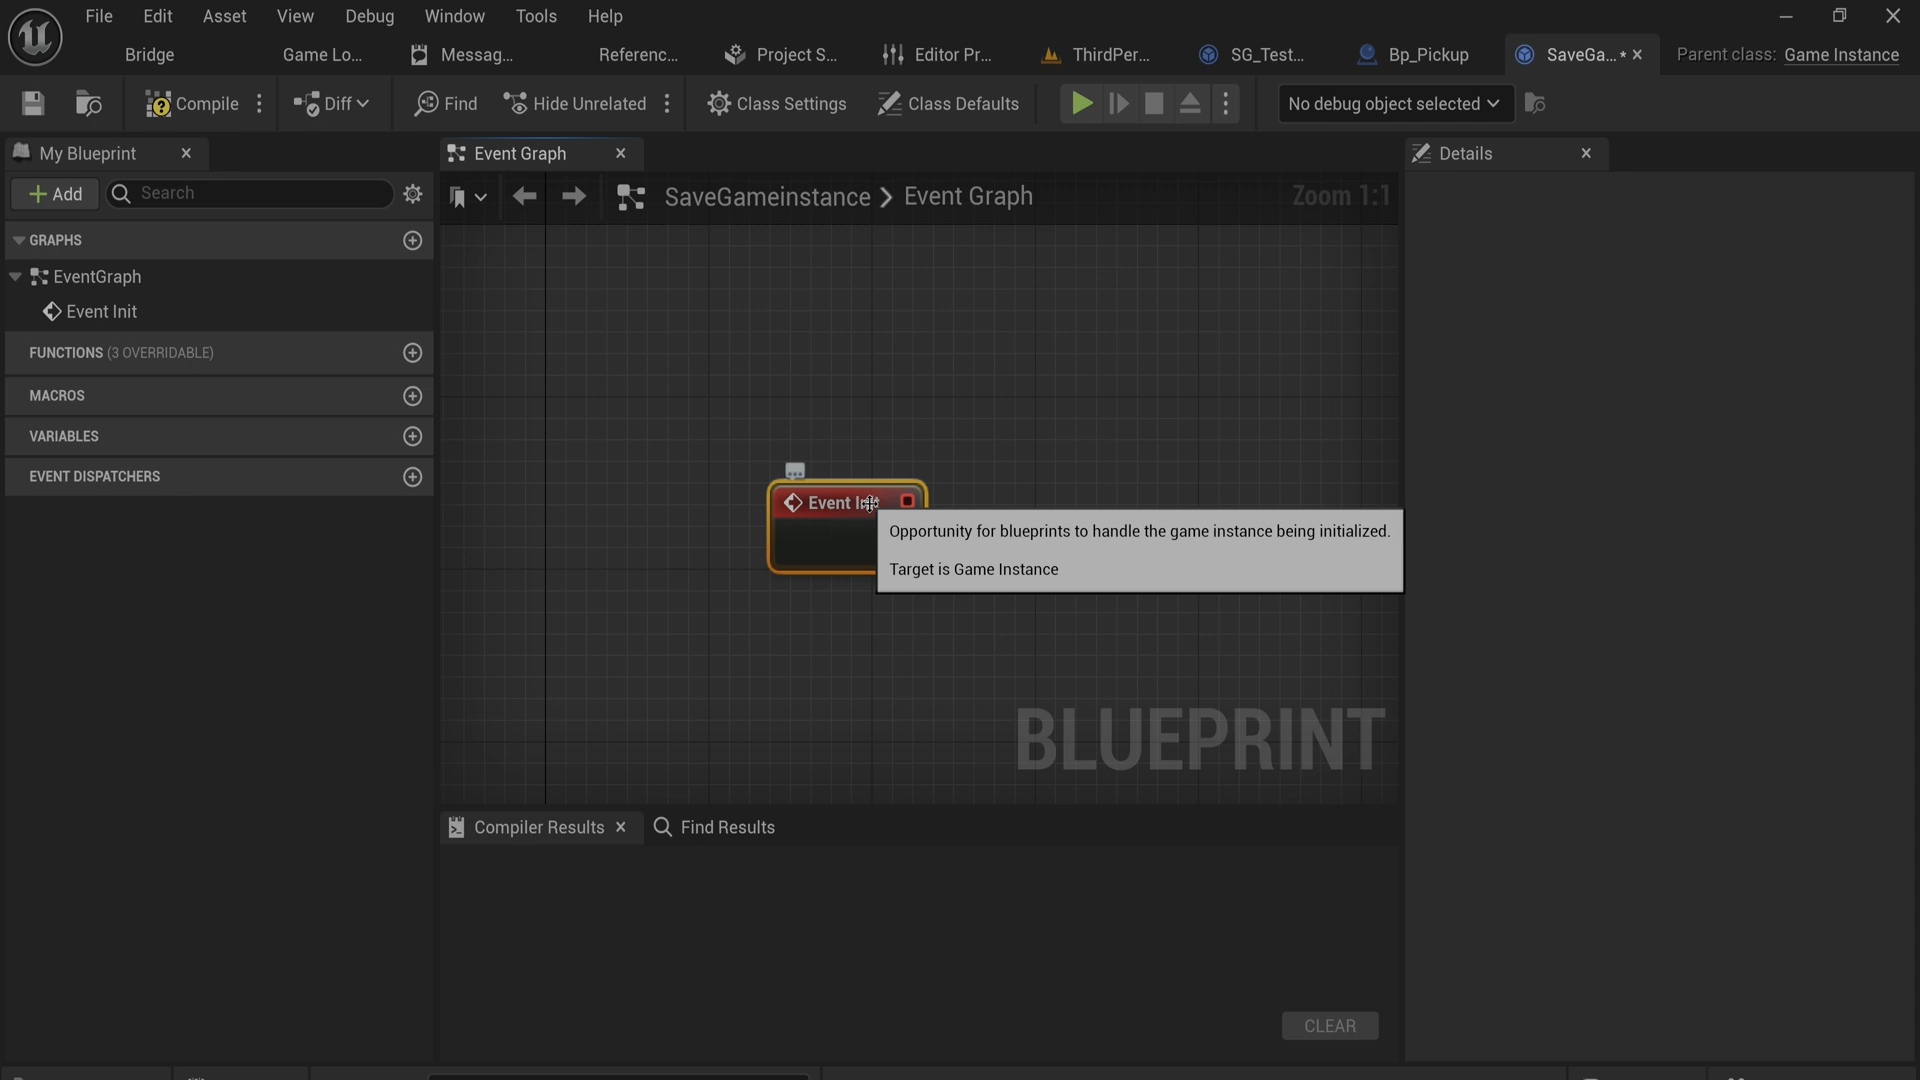 File Edit Asset View Debug Window Tools Help
Bridge Game Lo... Messag... Referenc... Project S... Editor Pr... ThirdPer... SG_Test... Bp_Pickup SaveGa... * Parent class: Game Instance
Compile Diff Find Hide Unrelated Class Settings Class Defaults No debug object selected
My Blueprint Event Graph Details
+ Add Search SaveGameinstance > Event Graph Zoom 1:1
GRAPHS
EventGraph
Event Init
FUNCTIONS (3 OVERRIDABLE)
MACROS
VARIABLES
EVENT DISPATCHERS
Event Init
Opportunity for blueprints to handle the game instance being initialized.
Target is Game Instance
BLUEPRINT
Compiler Results Find Results
CLEAR